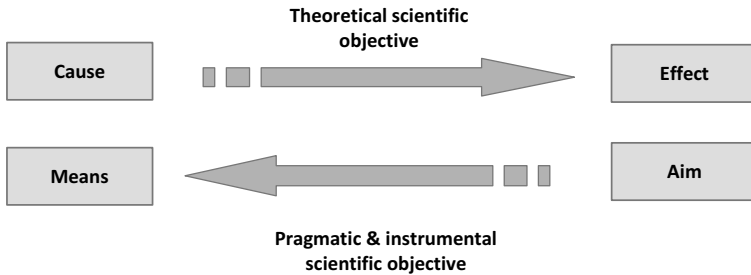 Theoretical scientific
objective
Cause
Effect
Means
Aim
Pragmatic & instrumental
scientific objective